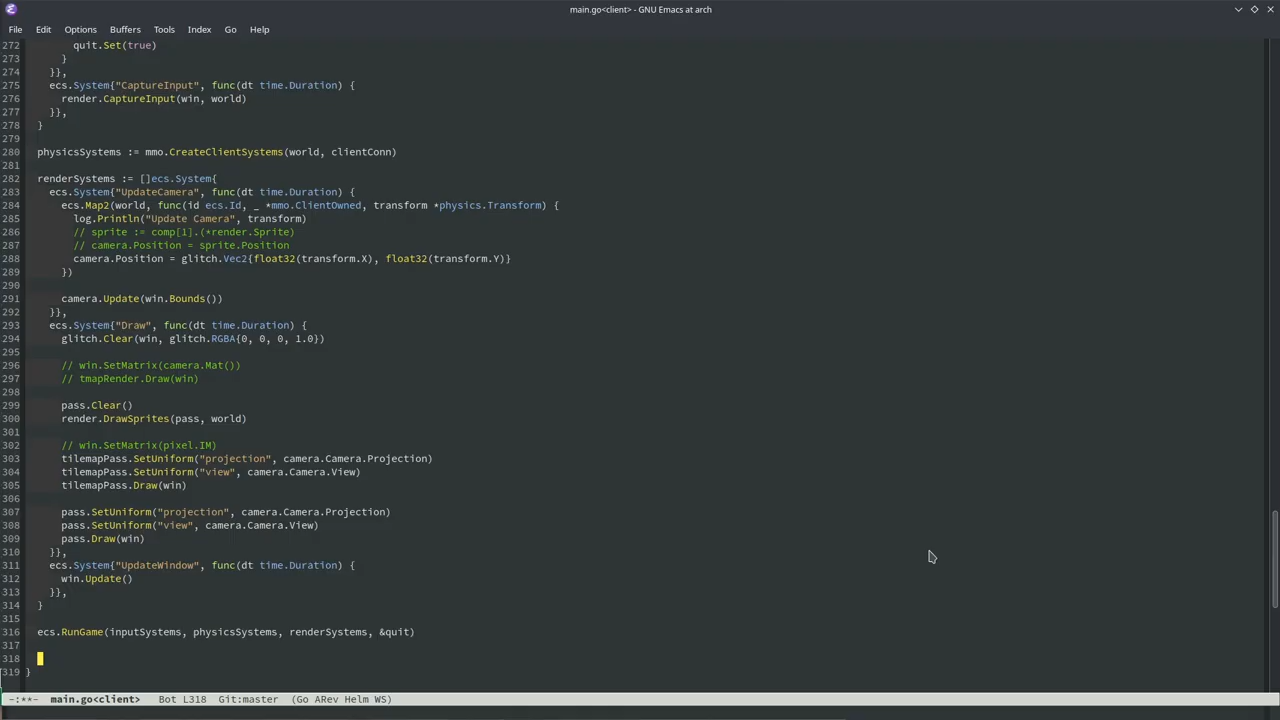 main.go<client> - GNU Emacs at arch
File Edit Options Buffers Tools Index Go Help
272 quit.Set(true)
273 }
274 }},
275 ecs.System{"CaptureInput", func(dt time.Duration) {
276 render.CaptureInput(win, world)
277 }},
278 }
279
280 physicsSystems := mmo.CreateClientSystems(world, clientConn)
281
282 renderSystems := []ecs.System{
283 ecs.System{"UpdateCamera", func(dt time.Duration) {
284 ecs.Map2(world, func(id ecs.Id, _ *mmo.ClientOwned, transform *physics.Transform) {
285 log.Println("Update Camera", transform)
286 // sprite := comp[1].(*render.Sprite)
287 // camera.Position = sprite.Position
288 camera.Position = glitch.Vec2{float32(transform.X), float32(transform.Y)}
289 })
290
291 camera.Update(win.Bounds())
292 }},
293 ecs.System{"Draw", func(dt time.Duration) {
294 glitch.Clear(win, glitch.RGBA{0, 0, 0, 1.0})
295
296 // win.SetMatrix(camera.Mat())
297 // tmapRender.Draw(win)
298
299 pass.Clear()
300 render.DrawSprites(pass, world)
301
302 // win.SetMatrix(pixel.IM)
303 tilemapPass.SetUniform("projection", camera.Camera.Projection)
304 tilemapPass.SetUniform("view", camera.Camera.View)
305 tilemapPass.Draw(win)
306
307 pass.SetUniform("projection", camera.Camera.Projection)
308 pass.SetUniform("view", camera.Camera.View)
309 pass.Draw(win)
310 }},
311 ecs.System{"UpdateWindow", func(dt time.Duration) {
312 win.Update()
313 }},
314 }
315
316 ecs.RunGame(inputSystems, physicsSystems, renderSystems, &quit)
317
318
319 }
-:**- main.go<client> Bot L318 Git:master (Go ARev Helm WS)